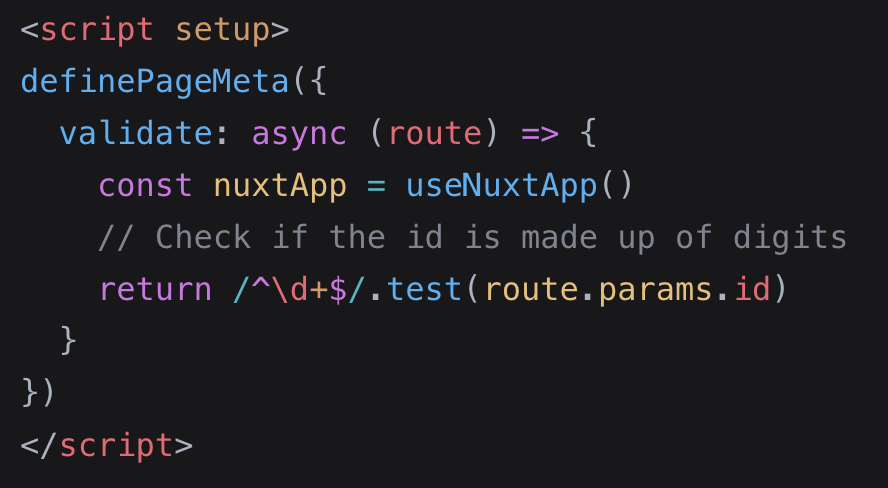 <script setup>
definePageMeta({
  validate: async (route) => {
    const nuxtApp = useNuxtApp()
    // Check if the id is made up of digits
    return /^\d+$/.test(route.params.id)
  }
})
</script>